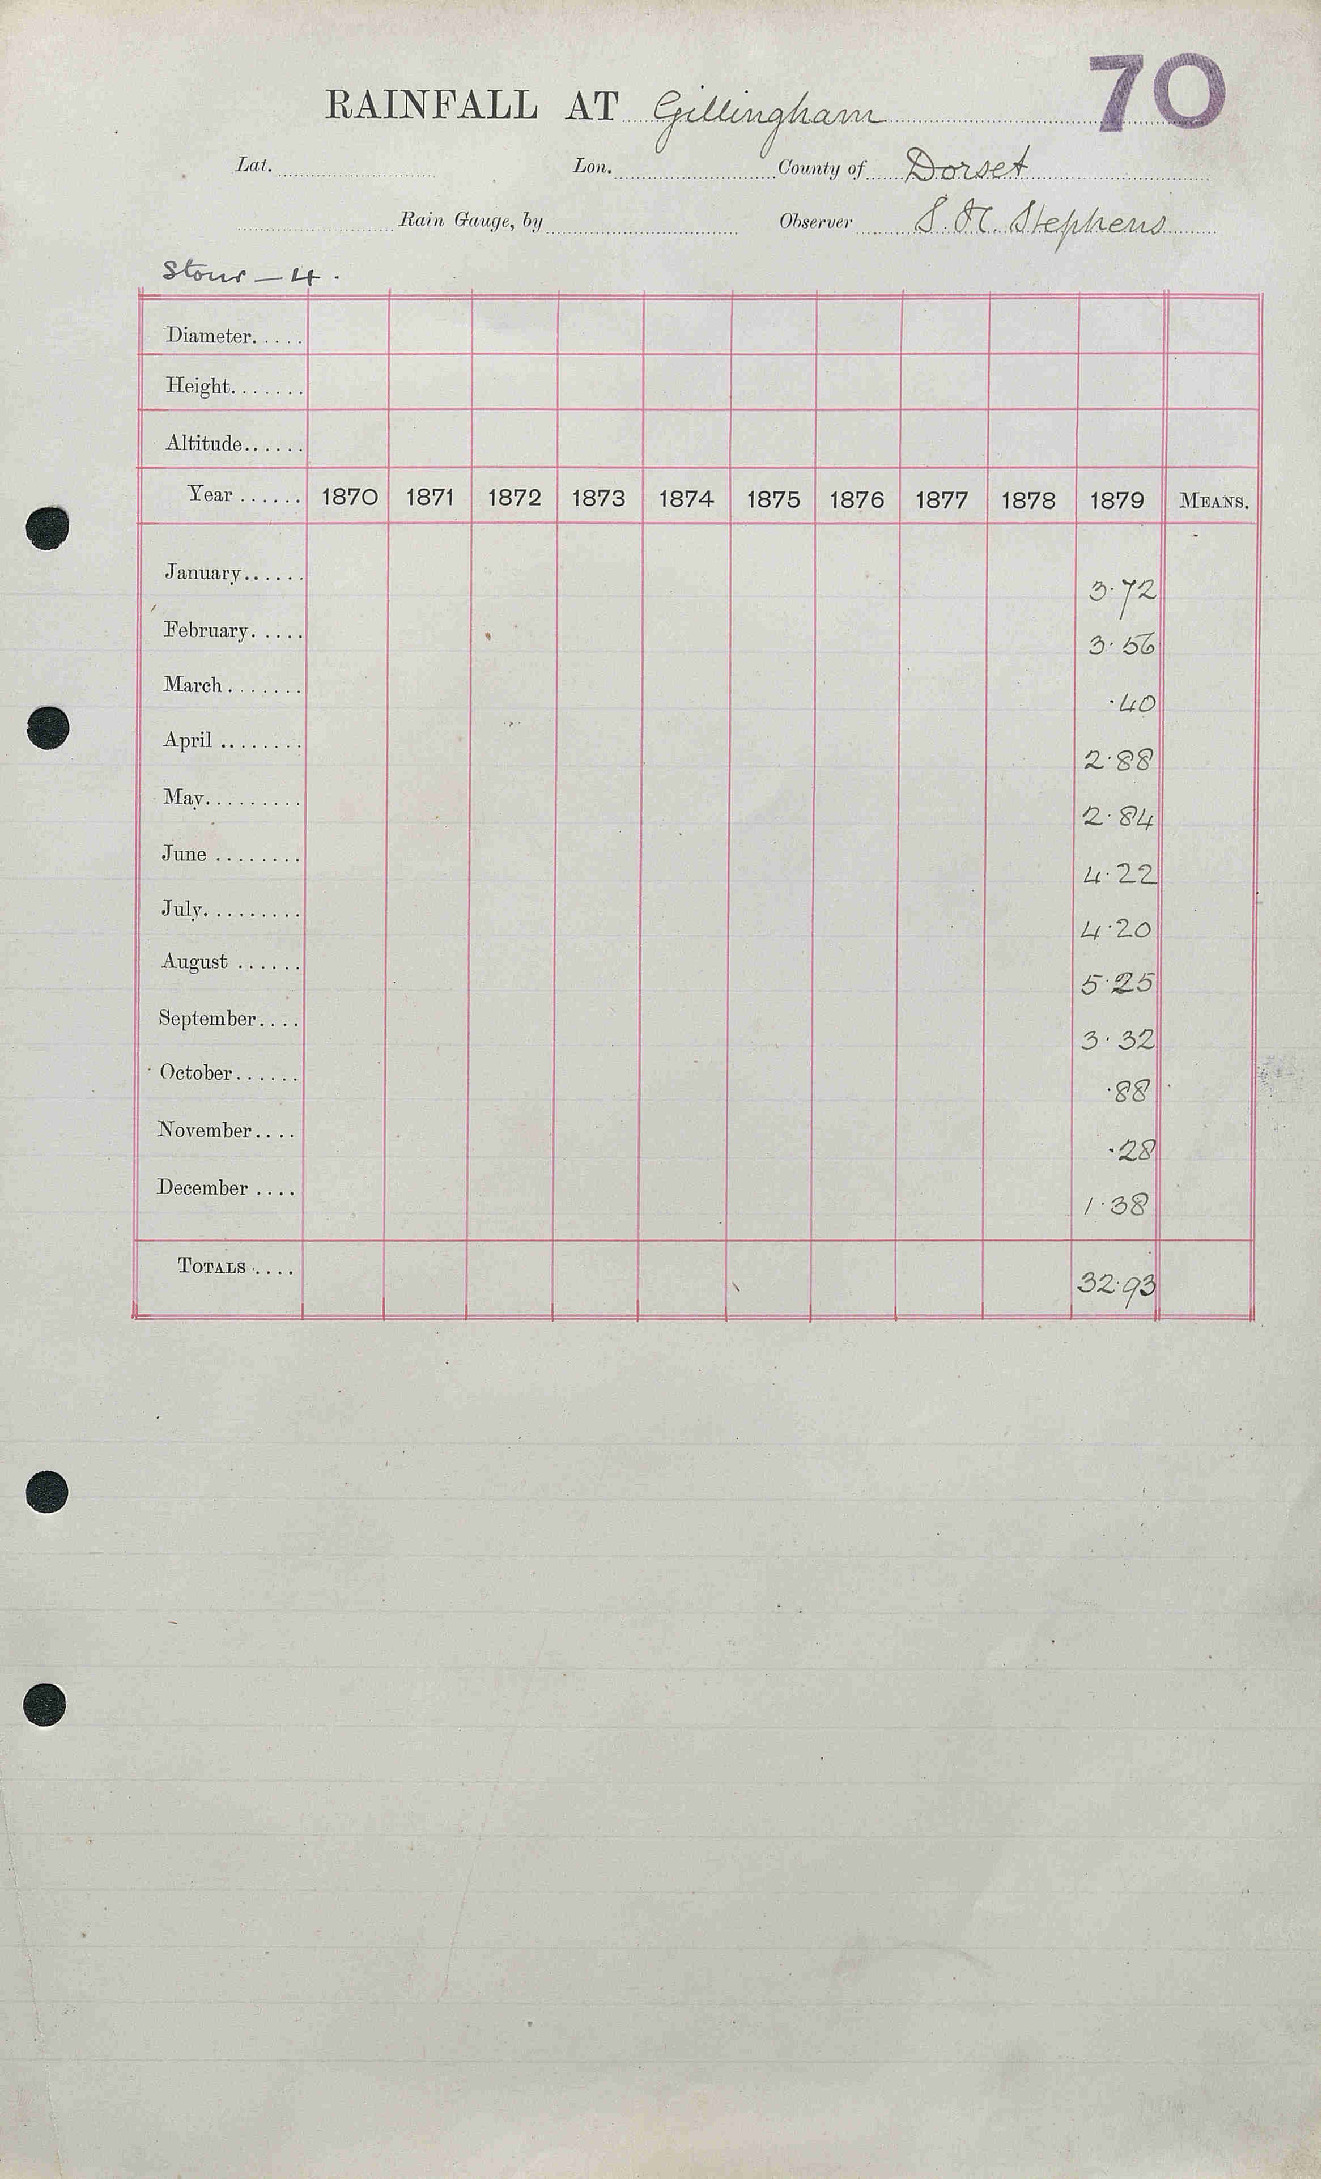 70
RAINFALL AT Gillingham
Lat. Lon. County of Dorset
Rain Gauge, by Observer S. H. Stephens
Stour - 4.
Diameter.....
Height.......
Altitude......
Year ...... 1870 1871 1872 1873 1874 1875 1876 1877 1878 1879 MEANS.
January...... 3.72
February..... 3.56
March....... .40
April ........ 2.88
May......... 2.84
June ........ 4.22
July......... 4.20
August ...... 5.25
September.... 3.32
October...... .88
November.... .28
December .... 1.38
TOTALS .... 32.93